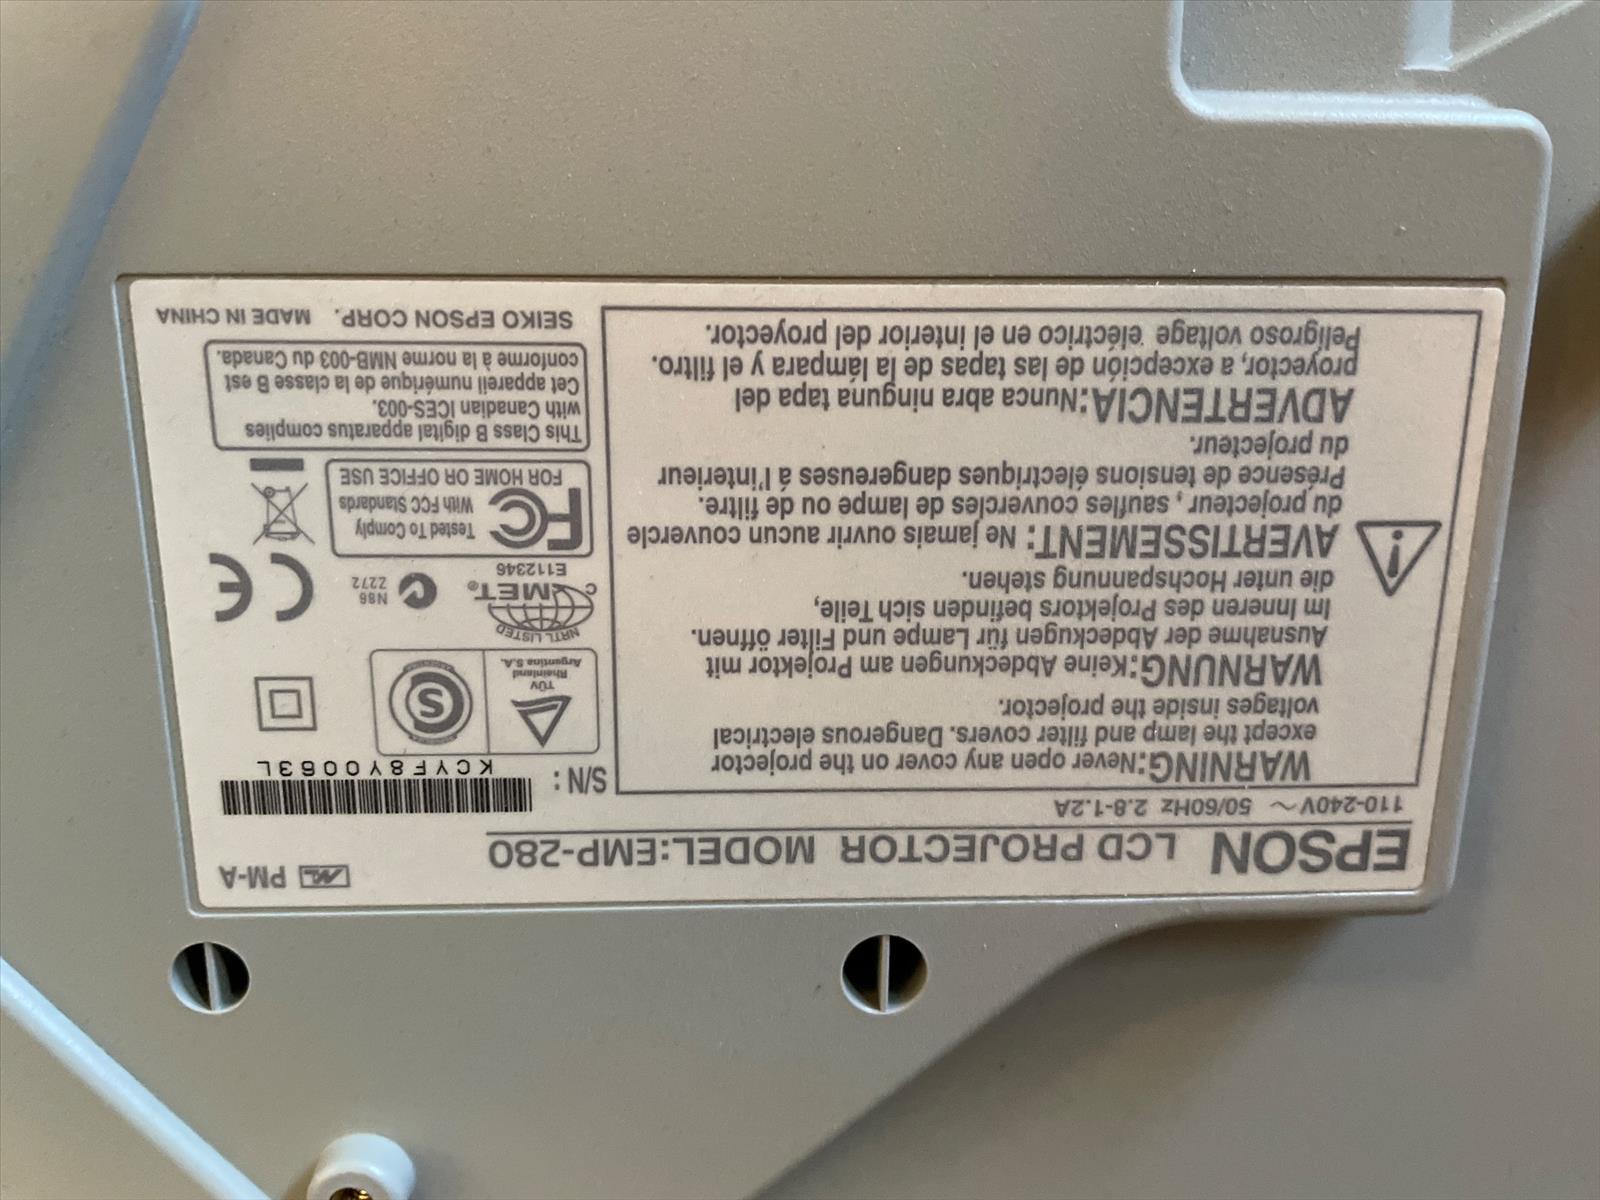 EPSON LCD PROJECTOR MODEL:EMP-280
PM-A
110-240V ~ 50/60Hz 2.8-1.2A
WARNING:Never open any cover on the projector
except the lamp and filter covers. Dangerous electrical
voltages inside the projector.
WARNUNG:Keine Abdeckungen am Projektor mit
Ausnahme der Abdeckugen für Lampe und Filter öffnen.
Im Inneren des Projektors befinden sich Teile,
die unter Hochspannung stehen.
AVERTISSEMENT: Ne jamais ouvrir aucun couvercle
du projecteur , saufles couvercles de lampe ou de filtre.
Présence de tensions électriques dangereuses á l'interieur
du projecteur.
ADVERTENCIA:Nunca abra ninguna tapa del
proyector, a excepción de las tapas de la lámpara y el filtro.
Peligroso voltage eléctrico en el interior del proyector.
S/N :
KCYF8Y0063L
TÜV
Rheinland
Argentina S.A.
S
NRTL LISTED
C MET®
E112346
N86
Z272
CE
FC
Tested To Comply
With FCC Standards
FOR HOME OR OFFICE USE
This Class B digital apparatus complies
with Canadian ICES-003.
Cet appareil numérique de la classe B est
conforme à la norme NMB-003 du Canada.
SEIKO EPSON CORP. MADE IN CHINA